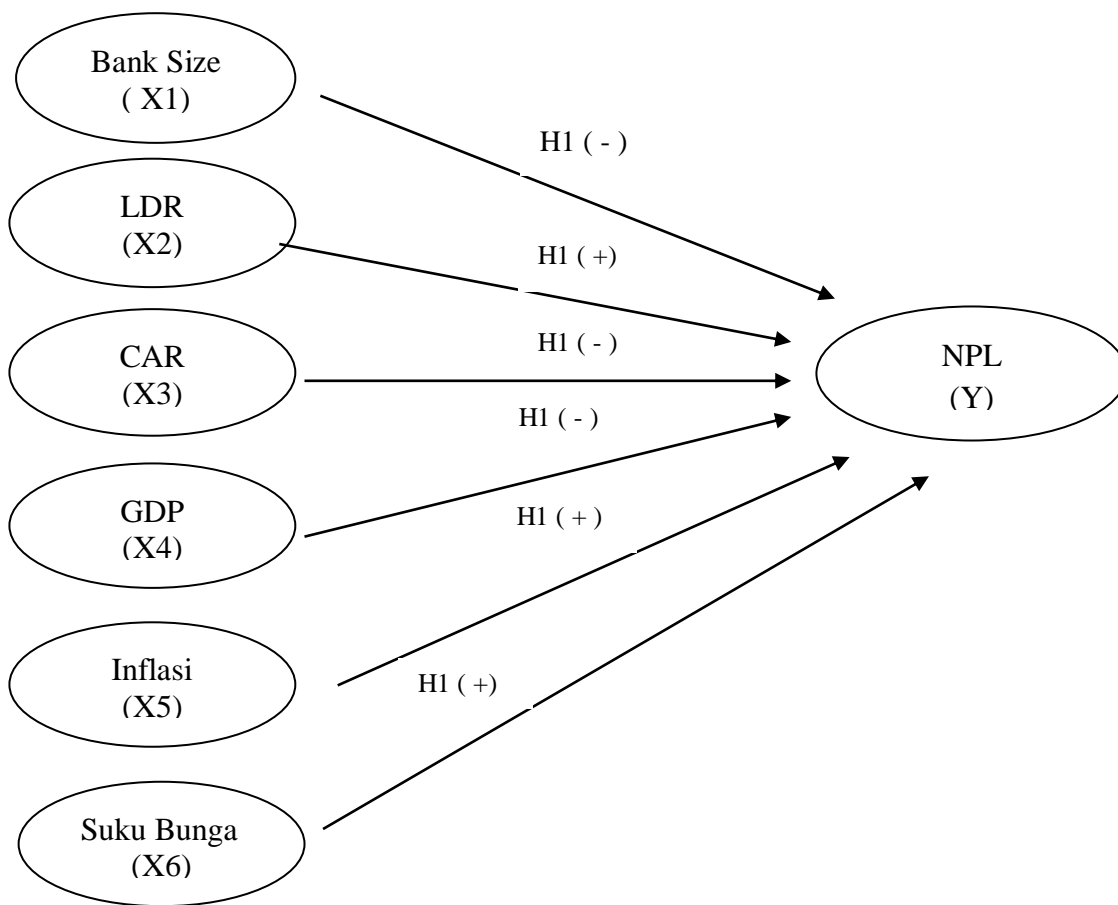 Bank Size
( X1)
H1 ( - )
LDR
(X2)
H1 ( +)
CAR
(X3)
H1 ( - )
NPL
(Y)
H1 ( - )
GDP
(X4)
H1 ( + )
Inflasi
(X5)
H1 ( +)
Suku Bunga
(X6)